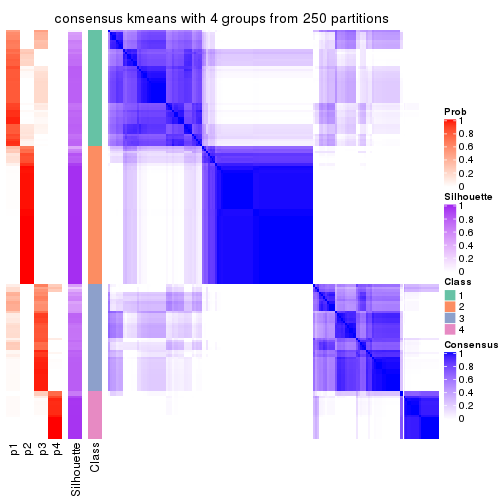 consensus kmeans with 4 groups from 250 partitions
Prob
1
0.8
0.6
0.4
0.2
0
Silhouette
1
0.8
0.6
0.4
0.2
0
Class
1
2
3
4
Consensus
1
0.8
0.6
0.4
0.2
0
p1
p2
p3
p4
Silhouette
Class